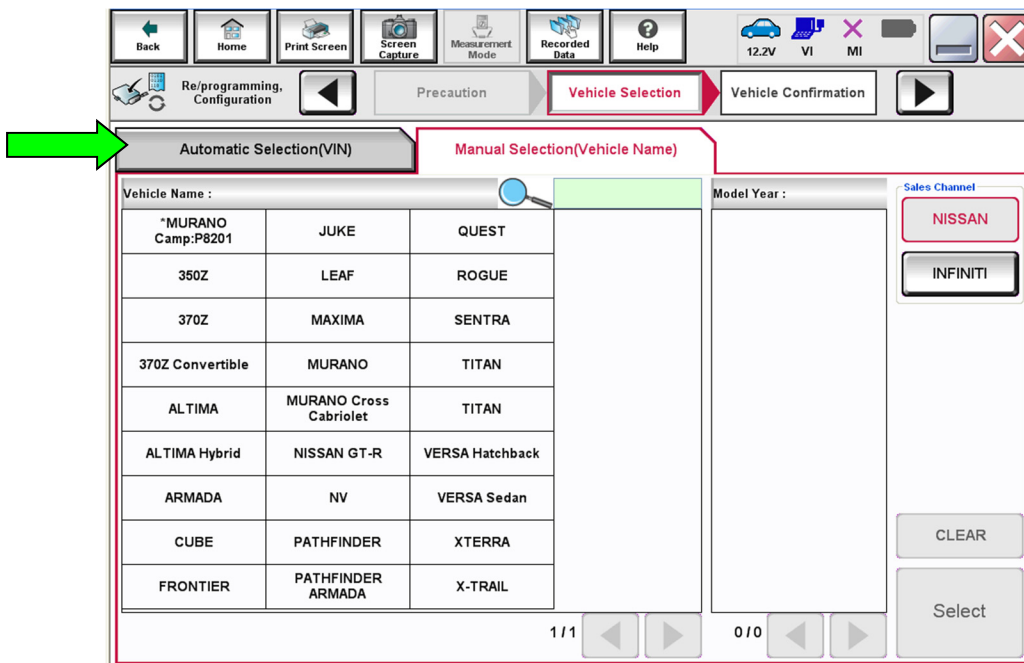 Back
Home
Print Screen
Screen
Capture
Measurement
Mode
Recorded
Data
Help
12.2V
VI
MI
Re/programming,
Configuration
Precaution
Vehicle Selection
Vehicle Confirmation
Automatic Selection(VIN)
Manual Selection(Vehicle Name)
Vehicle Name :
Model Year :
Sales Channel
NISSAN
INFINITI
*MURANO
Camp:P8201
JUKE
QUEST
350Z
LEAF
ROGUE
370Z
MAXIMA
SENTRA
370Z Convertible
MURANO
TITAN
ALTIMA
MURANO Cross
Cabriolet
TITAN
ALTIMA Hybrid
NISSAN GT-R
VERSA Hatchback
ARMADA
NV
VERSA Sedan
CUBE
PATHFINDER
XTERRA
FRONTIER
PATHFINDER
ARMADA
X-TRAIL
CLEAR
Select
1/1
0/0